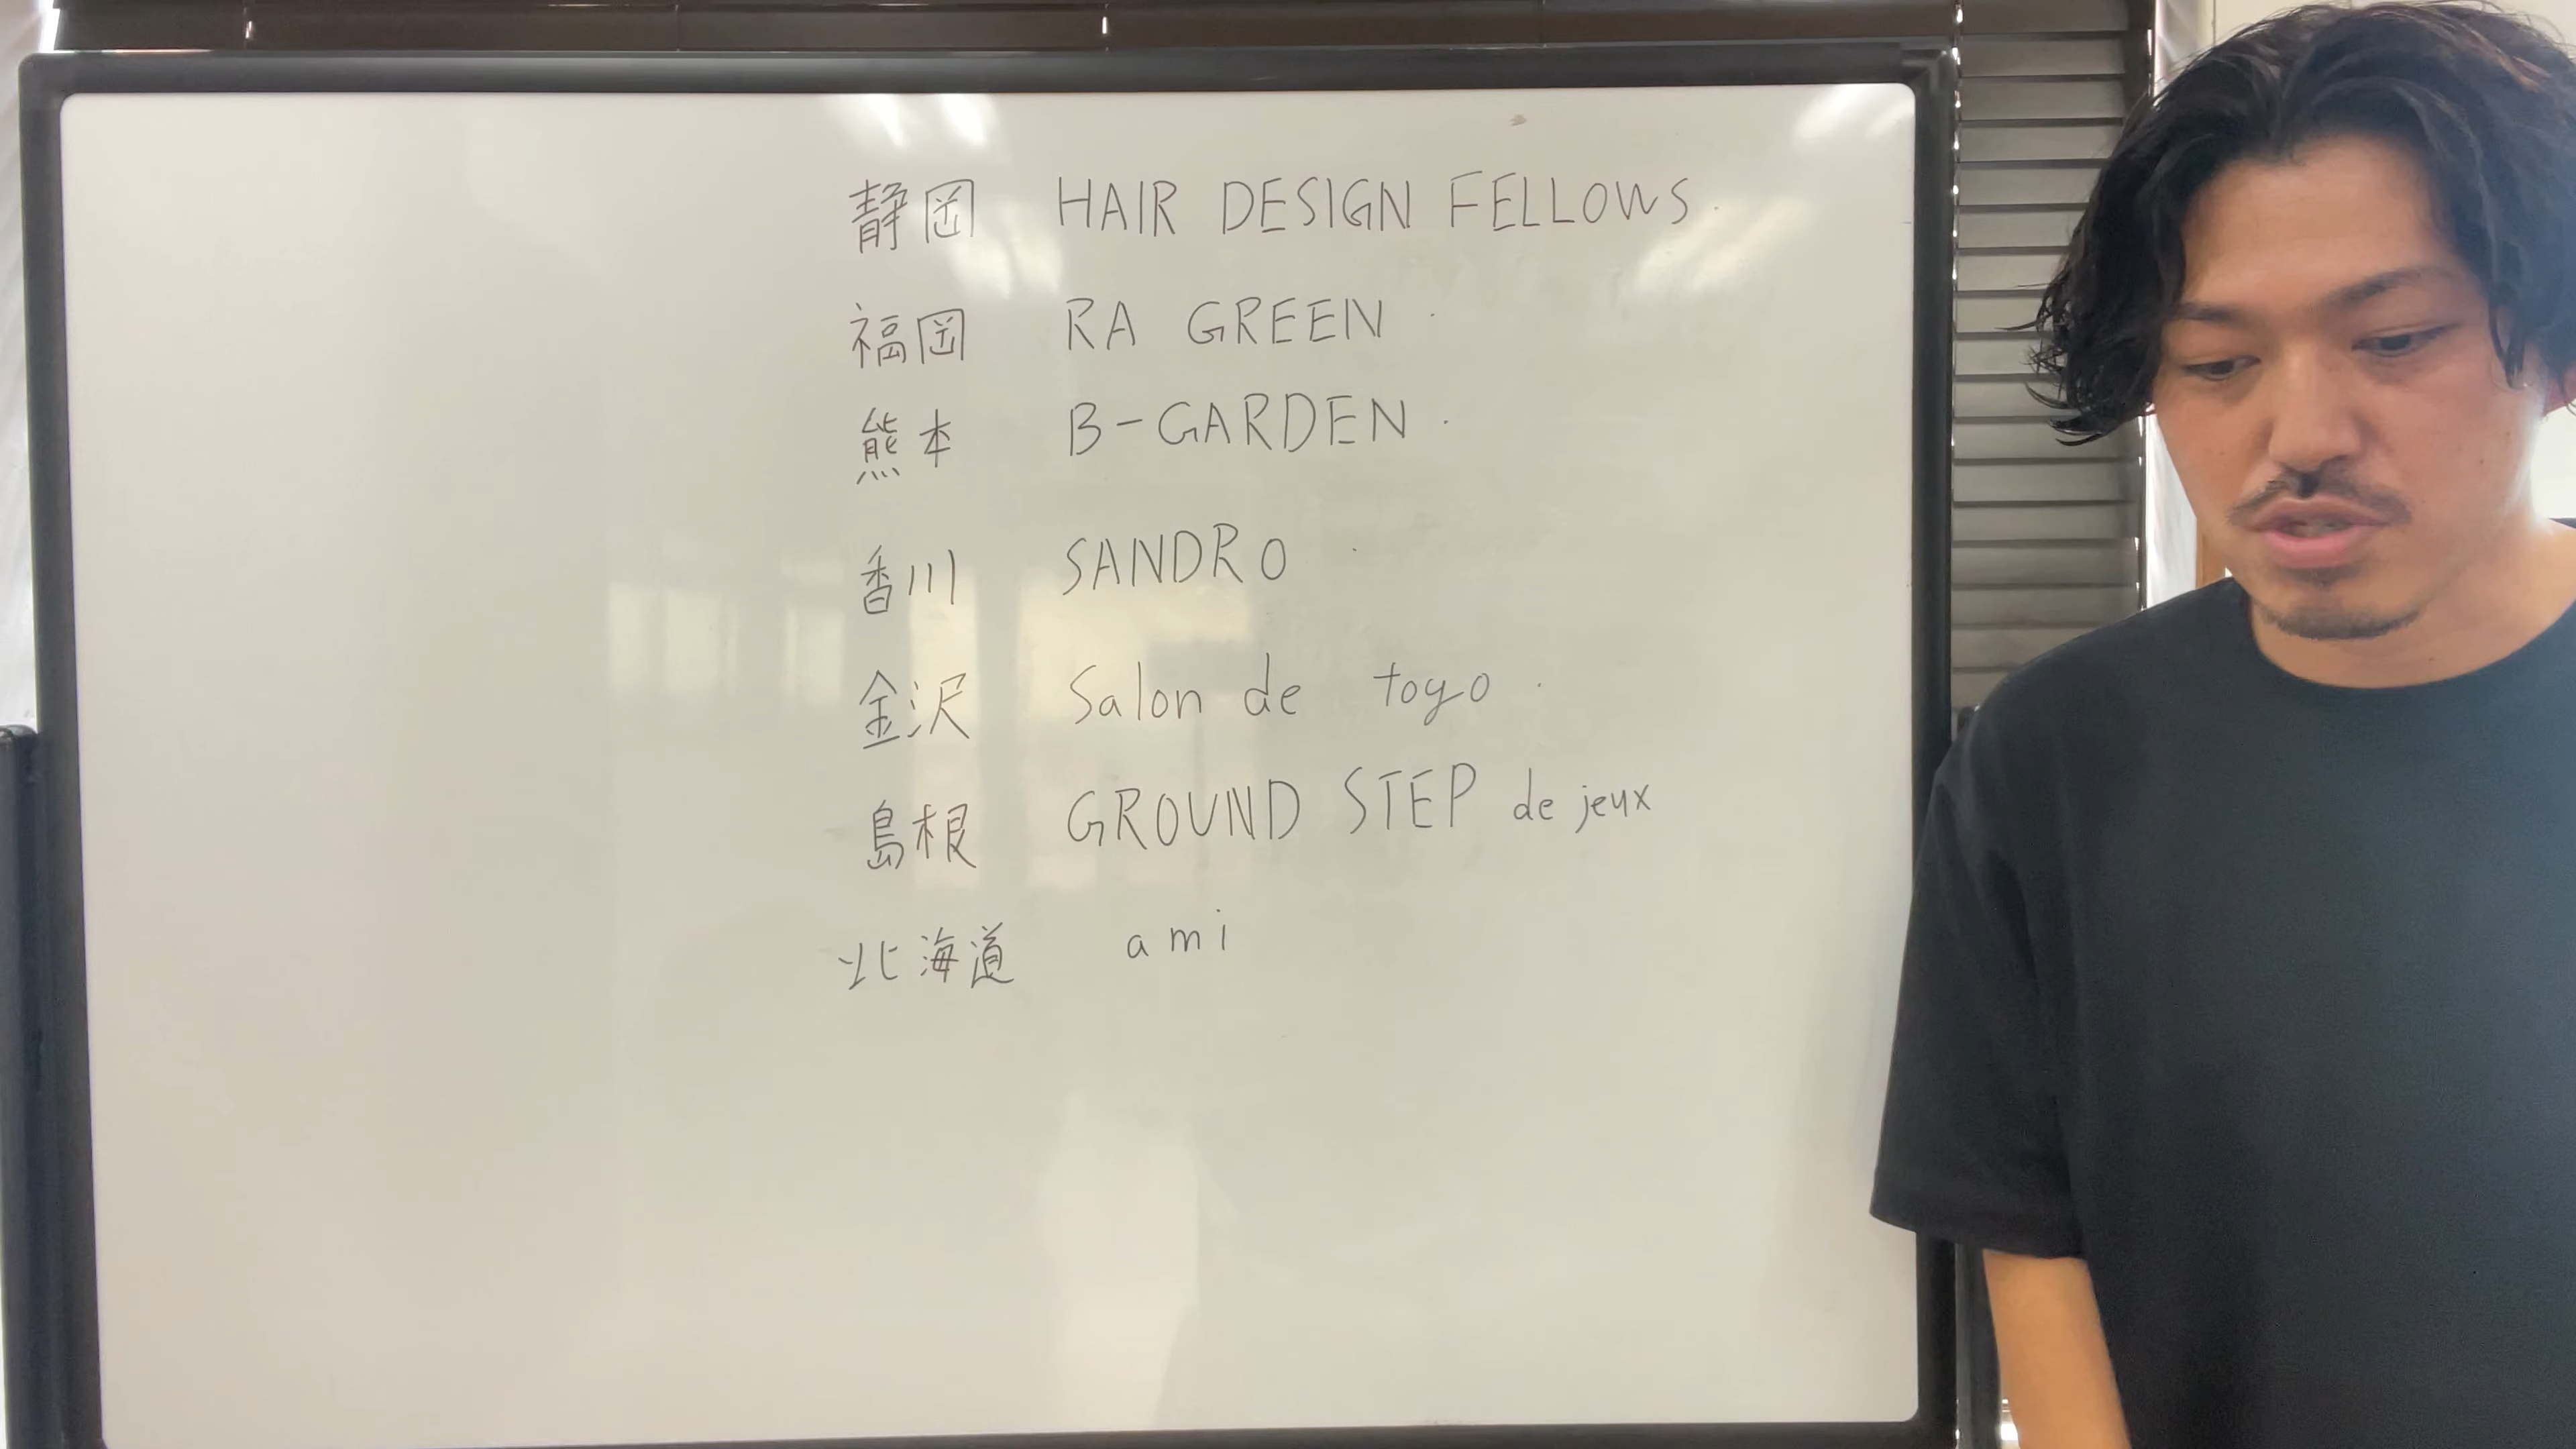 静岡 HAIR DESIGN FELLOWS
福岡 RA GREEN
熊本 B-GARDEN
香川 SANDRO
金沢 Salon de toyo
島根 GROUND STEP de jeux
北海道 ami